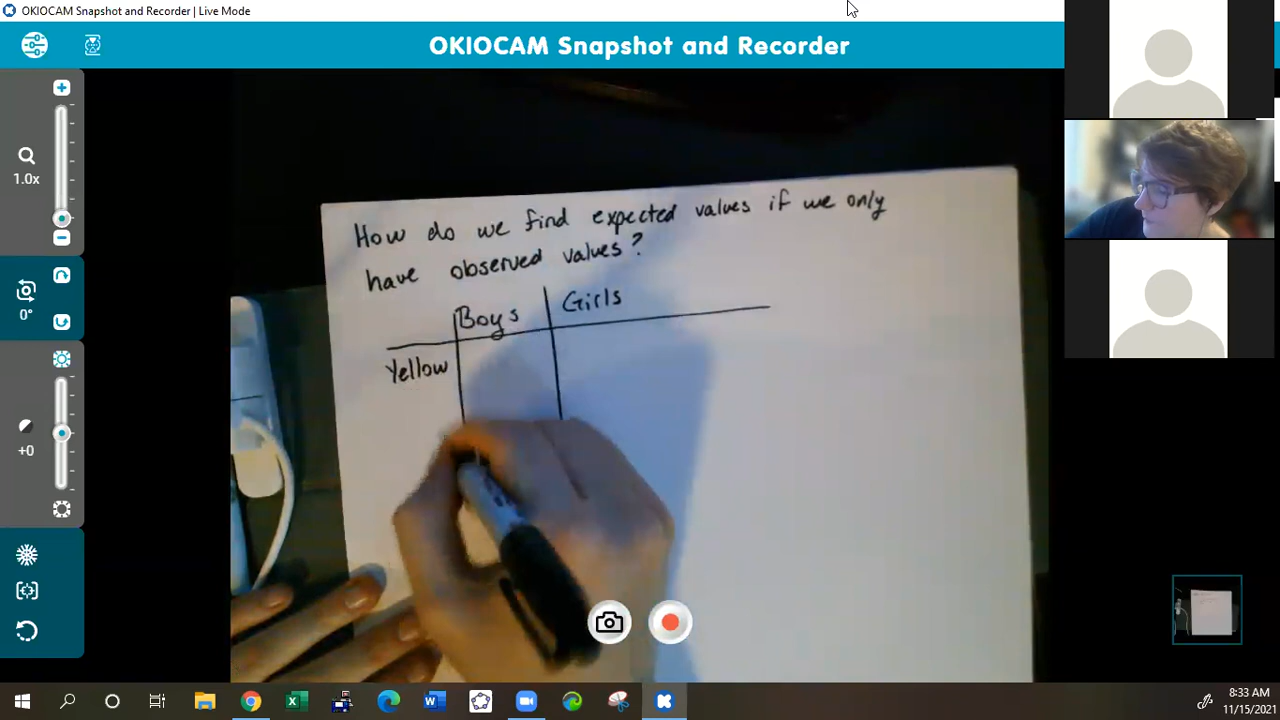 OKIOCAM Snapshot and Recorder | Live Mode
OKIOCAM Snapshot and Recorder
1.0x
0°
+0
How do we find expected values if we only
have observed values?
Boys Girls
Yellow
8:33 AM
11/15/2021